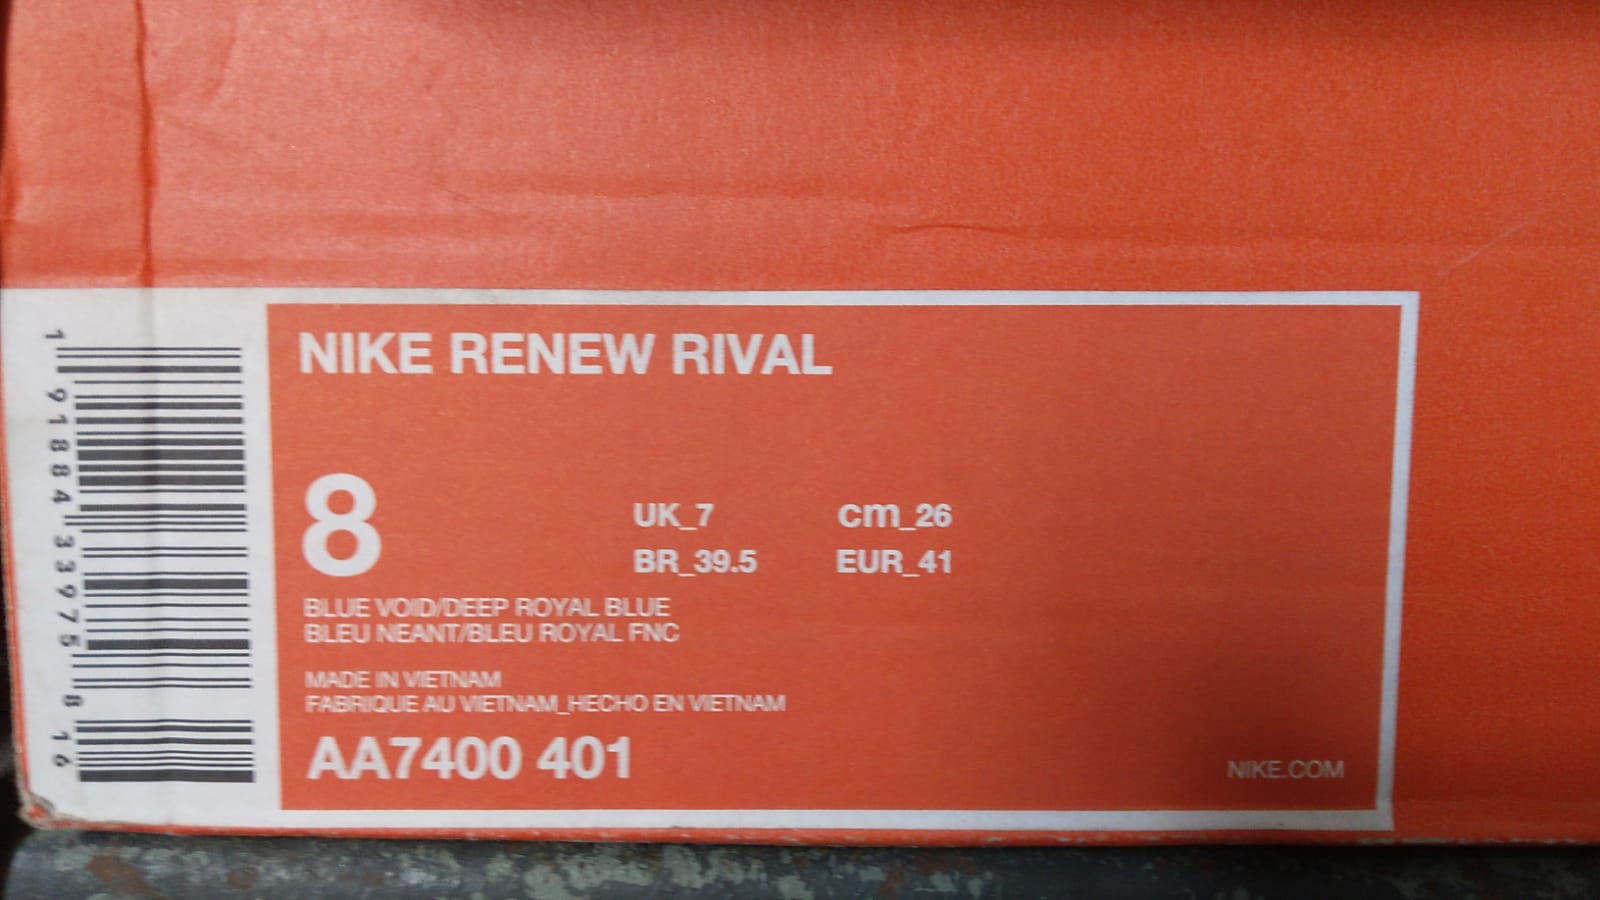 NIKE RENEW RIVAL
8
UK_7 cm_26
BR_39.5 EUR_41
BLUE VOID/DEEP ROYAL BLUE
BLEU NEANT/BLEU ROYAL FNC
MADE IN VIETNAM
FABRIQUE AU VIETNAM_HECHO EN VIETNAM
AA7400 401
NIKE.COM
1 91884 33975 8 16